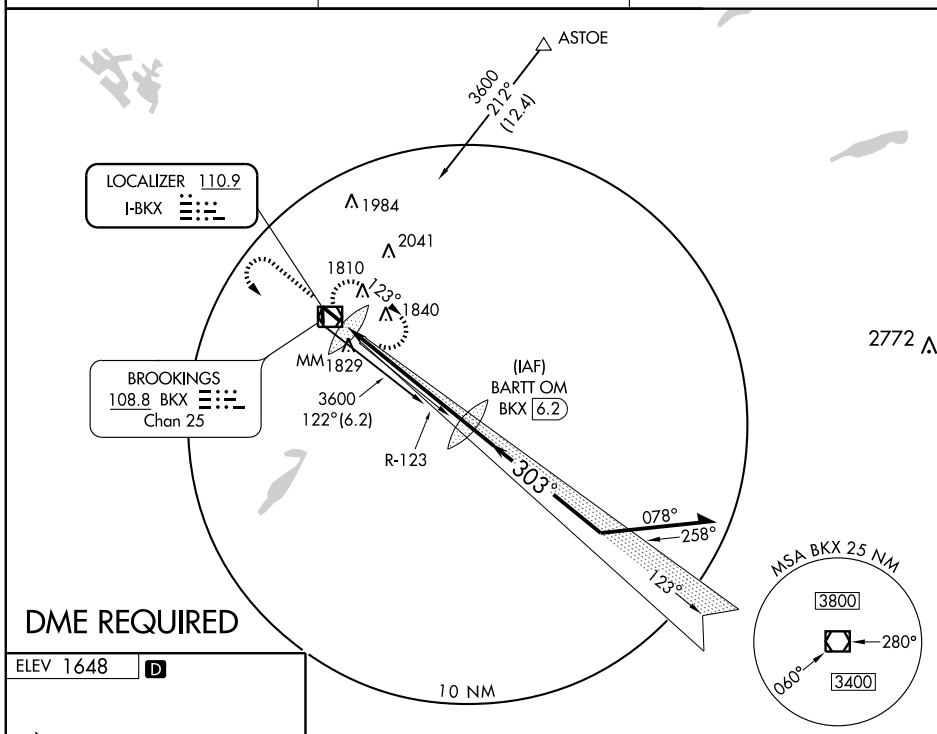 ASTOE
3600
212°
(12.4)
LOCALIZER 110.9
I-BKX
1984
2041
1810
123°
1840
2772
MM 1829
(IAF)
BARTT OM
BKX 6.2
BROOKINGS
108.8 BKX
Chan 25
3600
122° (6.2)
R-123
303°
078°
258°
123°
MSA BKX 25 NM
3800
280°
060°
3400
DME REQUIRED
ELEV 1648 D
10 NM